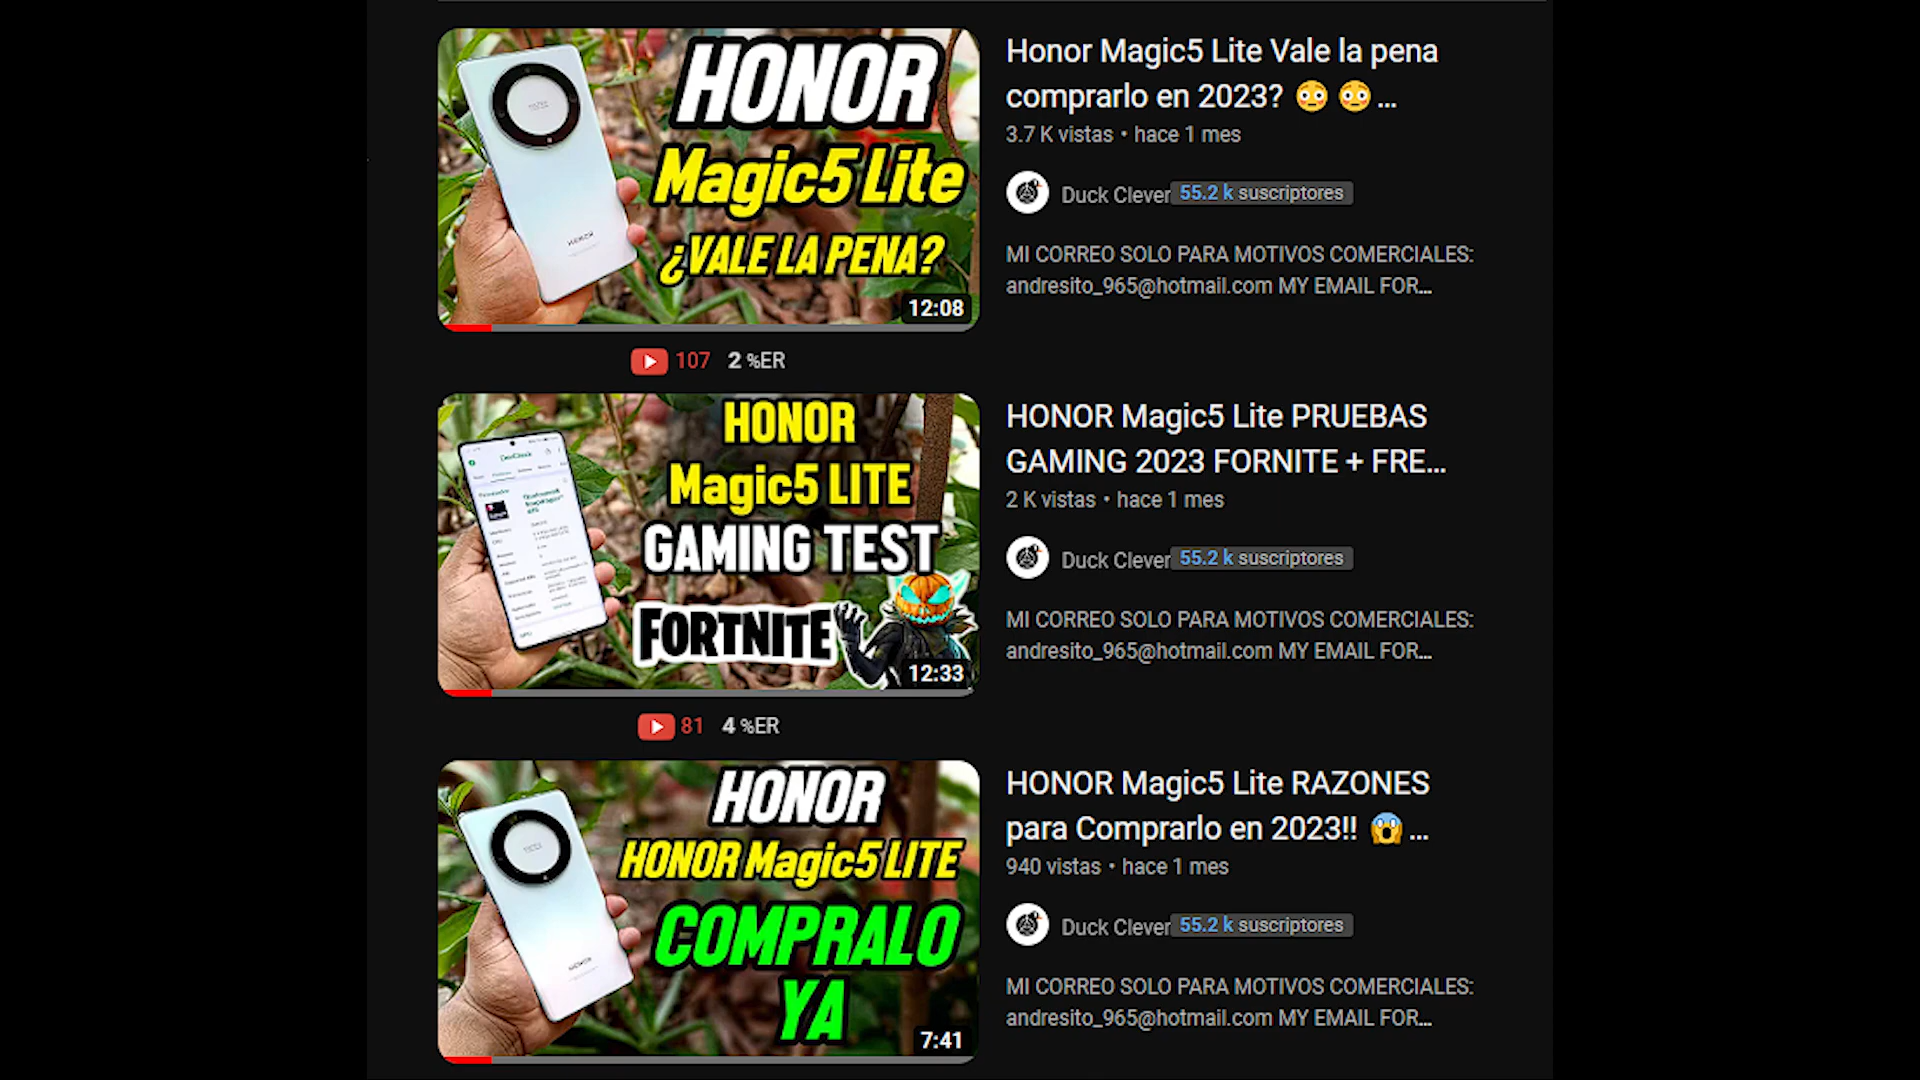 HONOR
Magic5 Lite
¿VALE LA PENA?
12:08
Honor Magic5 Lite Vale la pena
comprarlo en 2023? 😳 😳 ...
3.7 K vistas • hace 1 mes
Duck Clever 55.2 k suscriptores
MI CORREO SOLO PARA MOTIVOS COMERCIALES:
andresito_965@hotmail.com MY EMAIL FOR...
107 2 %ER
HONOR
Magic5 LITE
GAMING TEST
FORTNITE
12:33
HONOR Magic5 Lite PRUEBAS
GAMING 2023 FORNITE + FRE...
2 K vistas • hace 1 mes
Duck Clever 55.2 k suscriptores
MI CORREO SOLO PARA MOTIVOS COMERCIALES:
andresito_965@hotmail.com MY EMAIL FOR...
81 4 %ER
HONOR
HONOR Magic5 LITE
COMPRALO
YA
7:41
HONOR Magic5 Lite RAZONES
para Comprarlo en 2023!! 😱 ...
940 vistas • hace 1 mes
Duck Clever 55.2 k suscriptores
MI CORREO SOLO PARA MOTIVOS COMERCIALES:
andresito_965@hotmail.com MY EMAIL FOR...